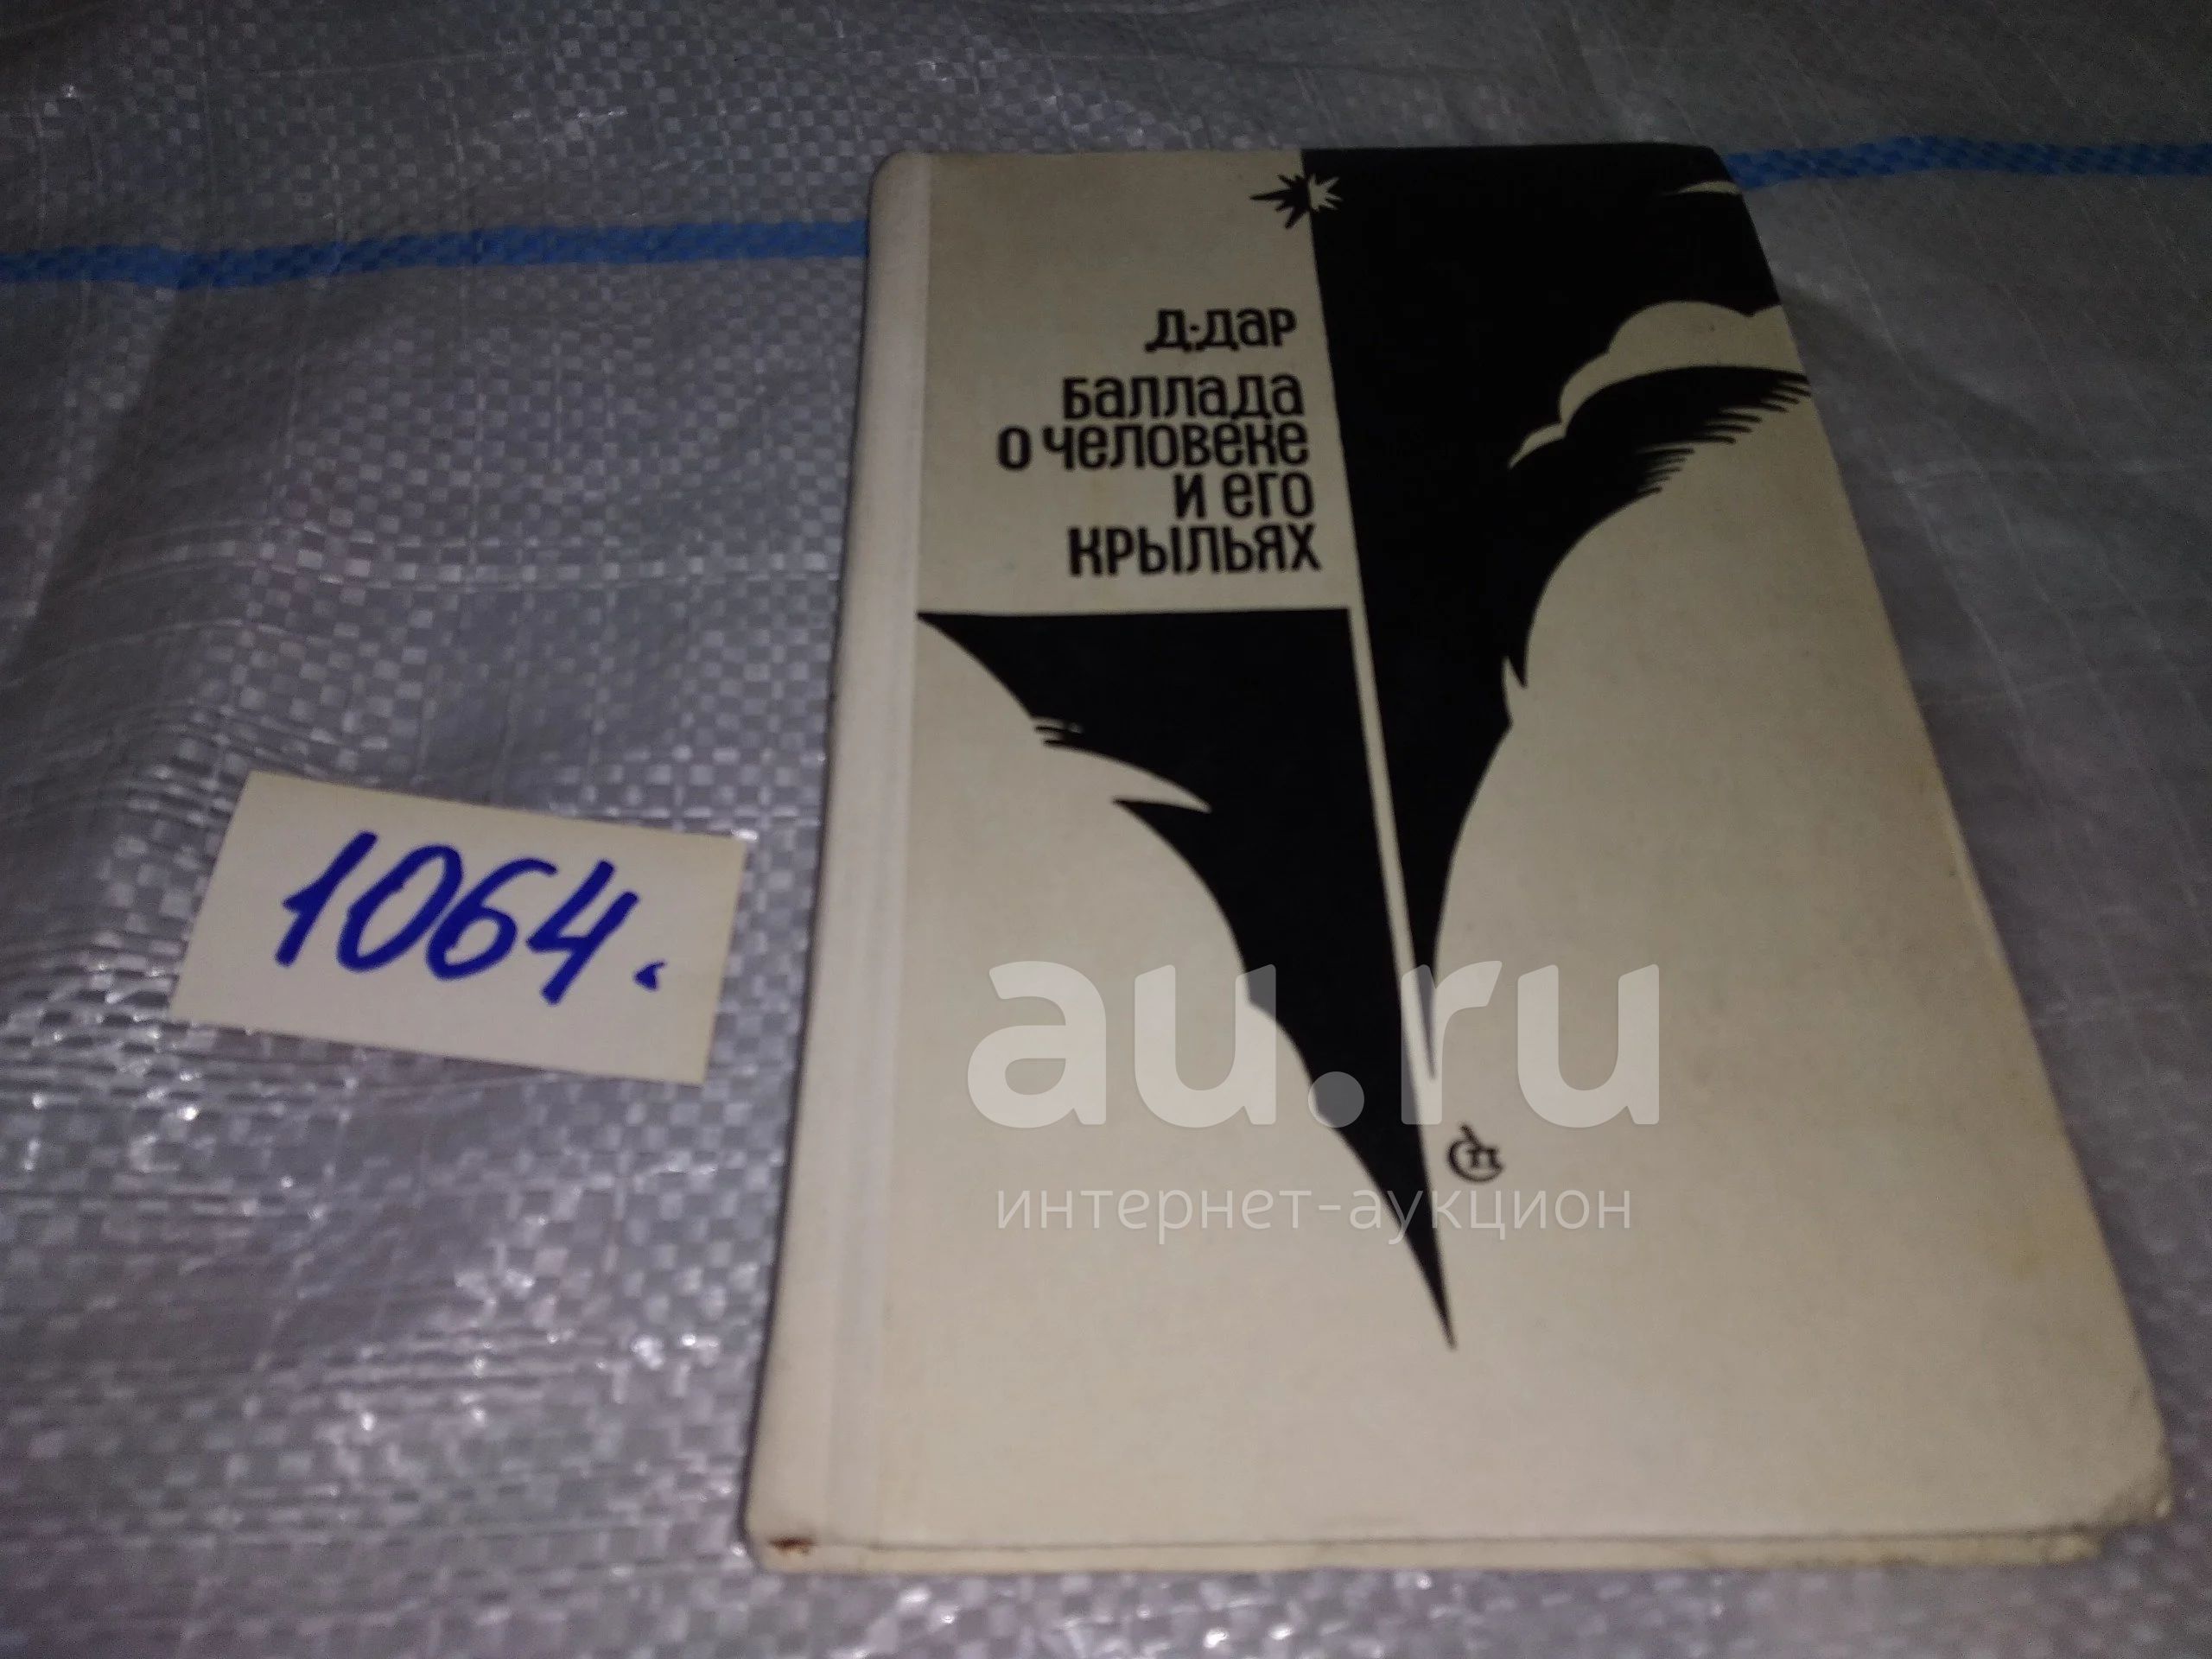 Д. Дар
Баллада
о человеке
и его
крыльях
1064.
au.ru
интернет-аукцион